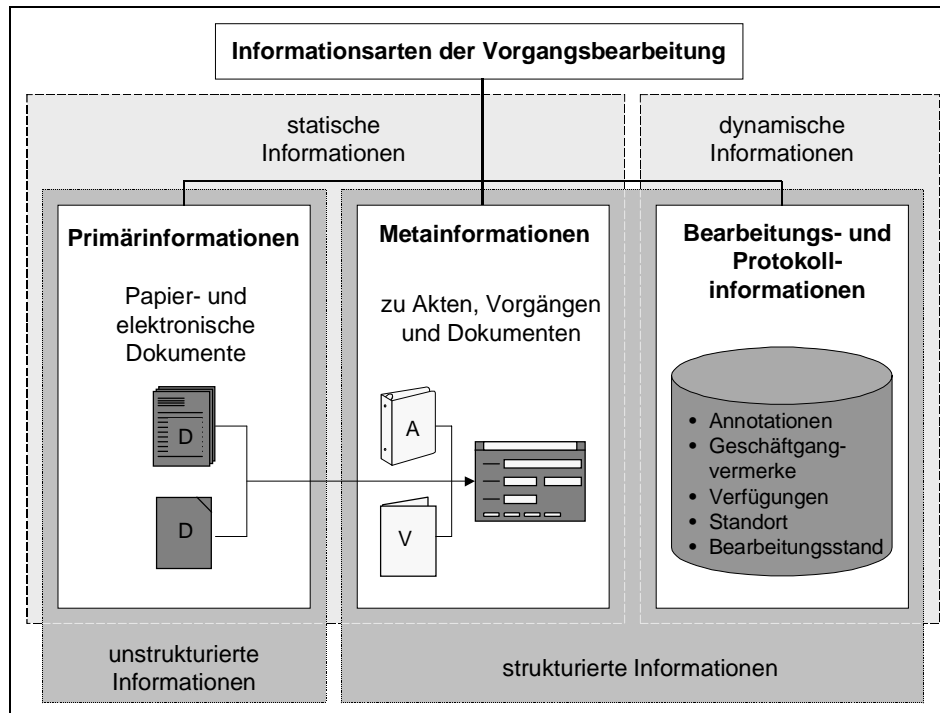 Informationsarten der Vorgangsbearbeitung
statische
Informationen
dynamische
Informationen
Primärinformationen
Papier- und
elektronische
Dokumente
D
D
Metainformationen
zu Akten, Vorgängen
und Dokumenten
A
V
Bearbeitungs- und
Protokoll-
informationen
• Annotationen
• Geschäftgang-
vermerke
• Verfügungen
• Standort
• Bearbeitungsstand
unstrukturierte
Informationen
strukturierte Informationen